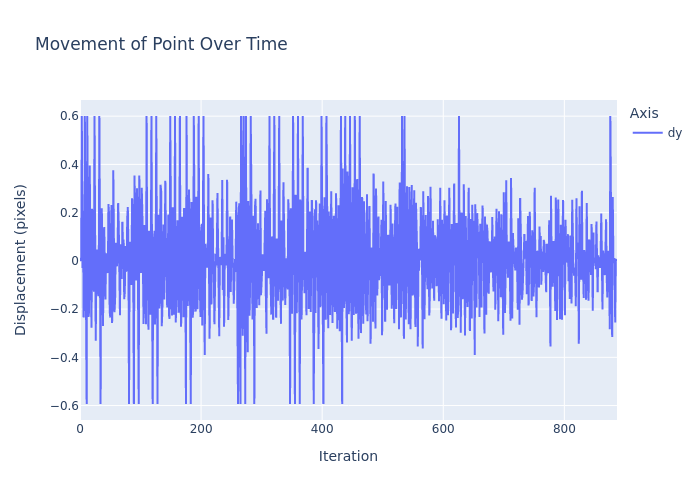 Movement of Point Over Time
Axis
dy
0.6
0.4
0.2
0
−0.2
−0.4
−0.6
Displacement (pixels)
0 200 400 600 800
Iteration